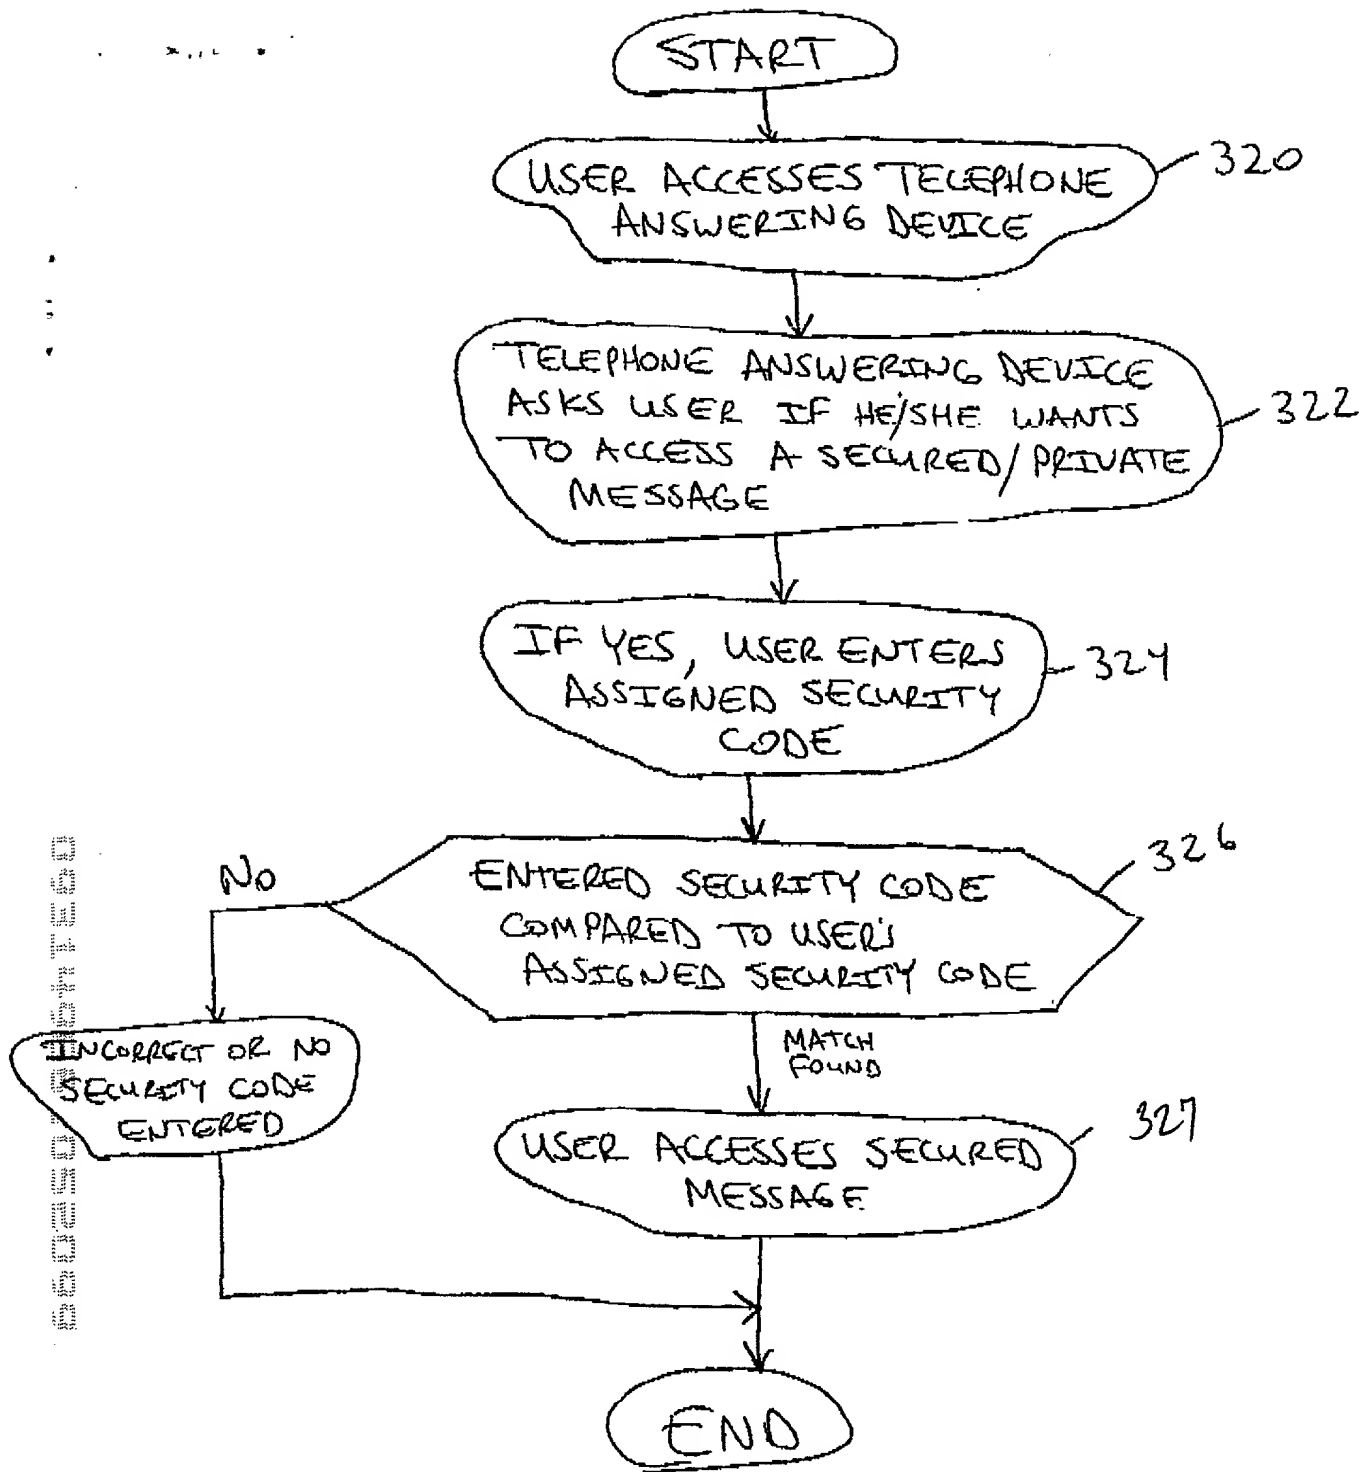 START
USER ACCESSES TELEPHONE
ANSWERING DEVICE
320
TELEPHONE ANSWERING DEVICE
ASKS USER IF HE/SHE WANTS
TO ACCESS A SECURED/PRIVATE
MESSAGE
322
IF YES, USER ENTERS
ASSIGNED SECURITY
CODE
324
ENTERED SECURITY CODE
COMPARED TO USER'S
ASSIGNED SECURITY CODE
326
NO
INCORRECT OR NO
SECURITY CODE
ENTERED
MATCH
FOUND
USER ACCESSES SECURED
MESSAGE
327
END